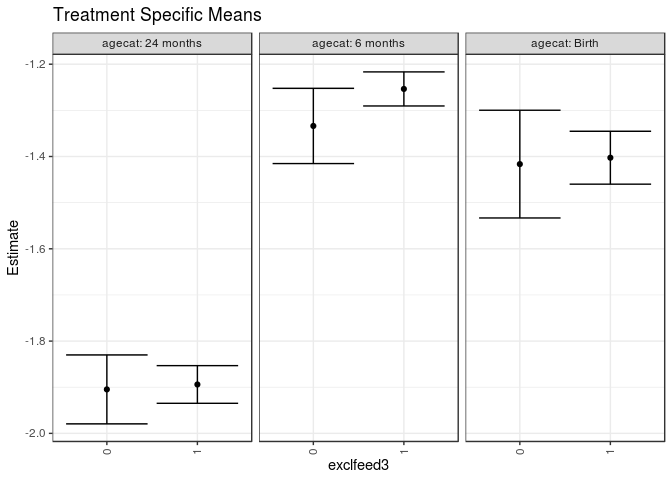 Treatment Specific Means
agecat: 24 months
agecat: 6 months
agecat: Birth
Estimate
-1.2
-1.4
-1.6
-1.8
-2.0
0
1
0
1
0
1
exclfeed3